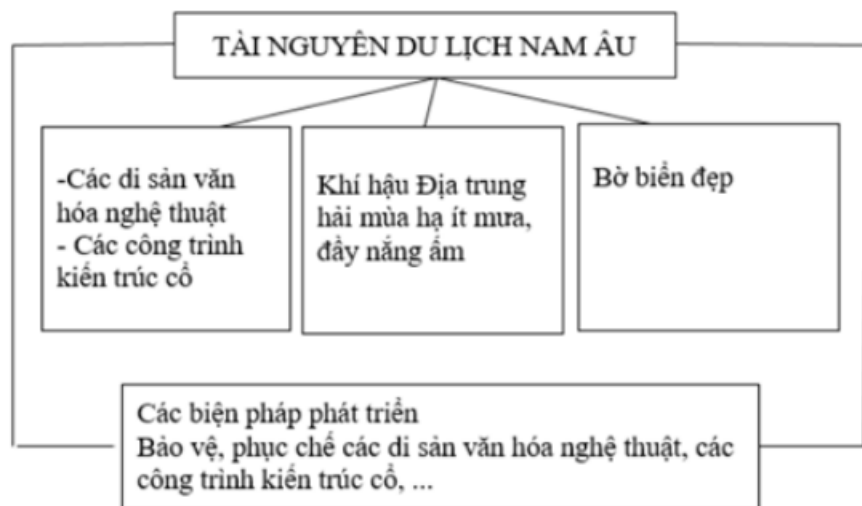 TÀI NGUYÊN DU LỊCH NAM ÂU
-Các di sản văn
hóa nghệ thuật
- Các công trình
kiến trúc cổ
Khí hậu Địa trung
hải mùa hạ ít mưa,
đầy nắng ấm
Bờ biển đẹp
Các biện pháp phát triển
Bảo vệ, phục chế các di sản văn hóa nghệ thuật, các
công trình kiến trúc cổ, ...